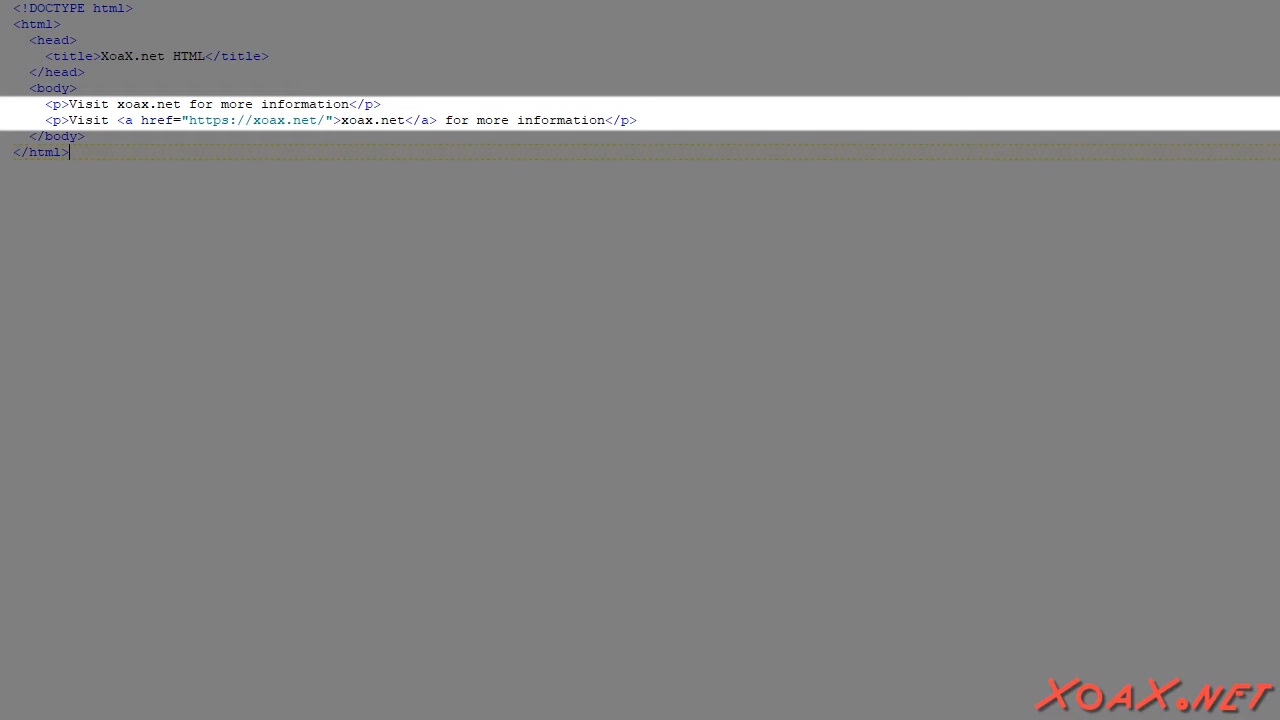 <!DOCTYPE html>
<html>
  <head>
    <title>XoaX.net HTML</title>
  </head>
  <body>
    <p>Visit xoax.net for more information</p>
    <p>Visit <a href="https://xoax.net/">xoax.net</a> for more information</p>
  </body>
</html>
XOAX.NET